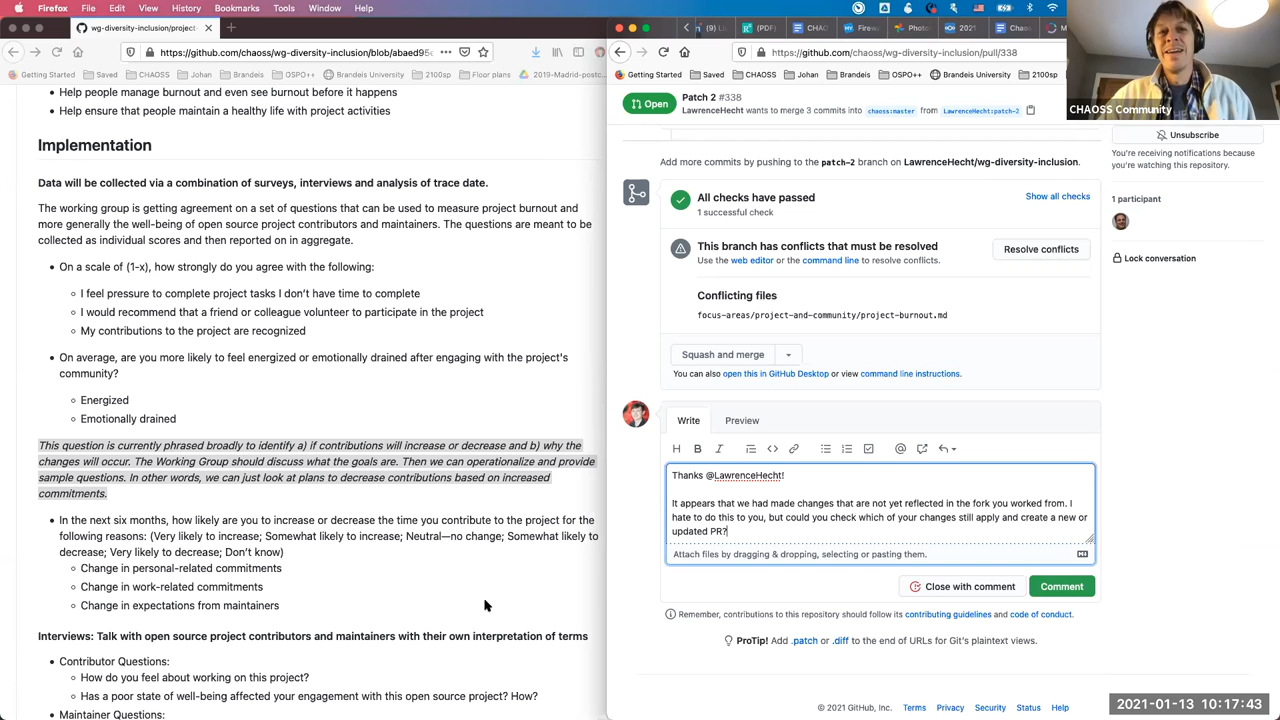 Firefox File Edit View History Bookmarks Tools Window Help
wg-diversity-inclusion/project-
https://github.com/chaoss/wg-diversity-inclusion/blob/abaed95
Getting Started Saved CHAOSS Johan Brandeis OSPO++ Brandeis University 2100sp Floor plans 2019-Madrid-postc...
Help people manage burnout and even see burnout before it happens
Help ensure that people maintain a healthy life with project activities
Implementation
Data will be collected via a combination of surveys, interviews and analysis of trace date.
The working group is getting agreement on a set of questions that can be used to measure project burnout and
more generally the well-being of open source project contributors and maintainers. The questions are meant to be
collected as individual scores and then reported on in aggregate.
On a scale of (1-x), how strongly do you agree with the following:
I feel pressure to complete project tasks I don't have time to complete
I would recommend that a friend or colleague volunteer to participate in the project
My contributions to the project are recognized
On average, are you more likely to feel energized or emotionally drained after engaging with the project's
community?
Energized
Emotionally drained
This question is currently phrased broadly to identify a) if contributions will increase or decrease and b) why the
changes will occur. The Working Group should discuss what the goals are. Then we can operationalize and provide
sample questions. In other words, we can just look at plans to decrease contributions based on increased
commitments.
In the next six months, how likely are you to increase or decrease the time you contribute to the project for the
following reasons: (Very likely to increase; Somewhat likely to increase; Neutral—no change; Somewhat likely to
decrease; Very likely to decrease; Don't know)
Change in personal-related commitments
Change in work-related commitments
Change in expectations from maintainers
Interviews: Talk with open source project contributors and maintainers with their own interpretation of terms
Contributor Questions:
How do you feel about working on this project?
Has a poor state of well-being affected your engagement with this open source project? How?
Maintainer Questions:
(9) Li (PDF) CHAO Firew Photo 2021 Chaos
https://github.com/chaoss/wg-diversity-inclusion/pull/338
Getting Started Saved CHAOSS Johan Brandeis OSPO++ Brandeis University 2100sp
CHAOSS Community
Open
Patch 2 #338
LawrenceHecht wants to merge 3 commits into chaoss:master from LawrenceHecht:patch-2
Unsubscribe
You're receiving notifications because
you're watching this repository.
1 participant
Lock conversation
Add more commits by pushing to the patch-2 branch on LawrenceHecht/wg-diversity-inclusion.
All checks have passed
Show all checks
1 successful check
This branch has conflicts that must be resolved
Resolve conflicts
Use the web editor or the command line to resolve conflicts.
Conflicting files
focus-areas/project-and-community/project-burnout.md
Squash and merge
You can also open this in GitHub Desktop or view command line instructions.
Write Preview
Thanks @LawrenceHecht!
It appears that we had made changes that are not yet reflected in the fork you worked from. I
hate to do this to you, but could you check which of your changes still apply and create a new or
updated PR?
Attach files by dragging & dropping, selecting or pasting them.
Close with comment Comment
Remember, contributions to this repository should follow its contributing guidelines and code of conduct.
ProTip! Add .patch or .diff to the end of URLs for Git's plaintext views.
© 2021 GitHub, Inc. Terms Privacy Security Status Help
2021-01-13 10:17:43